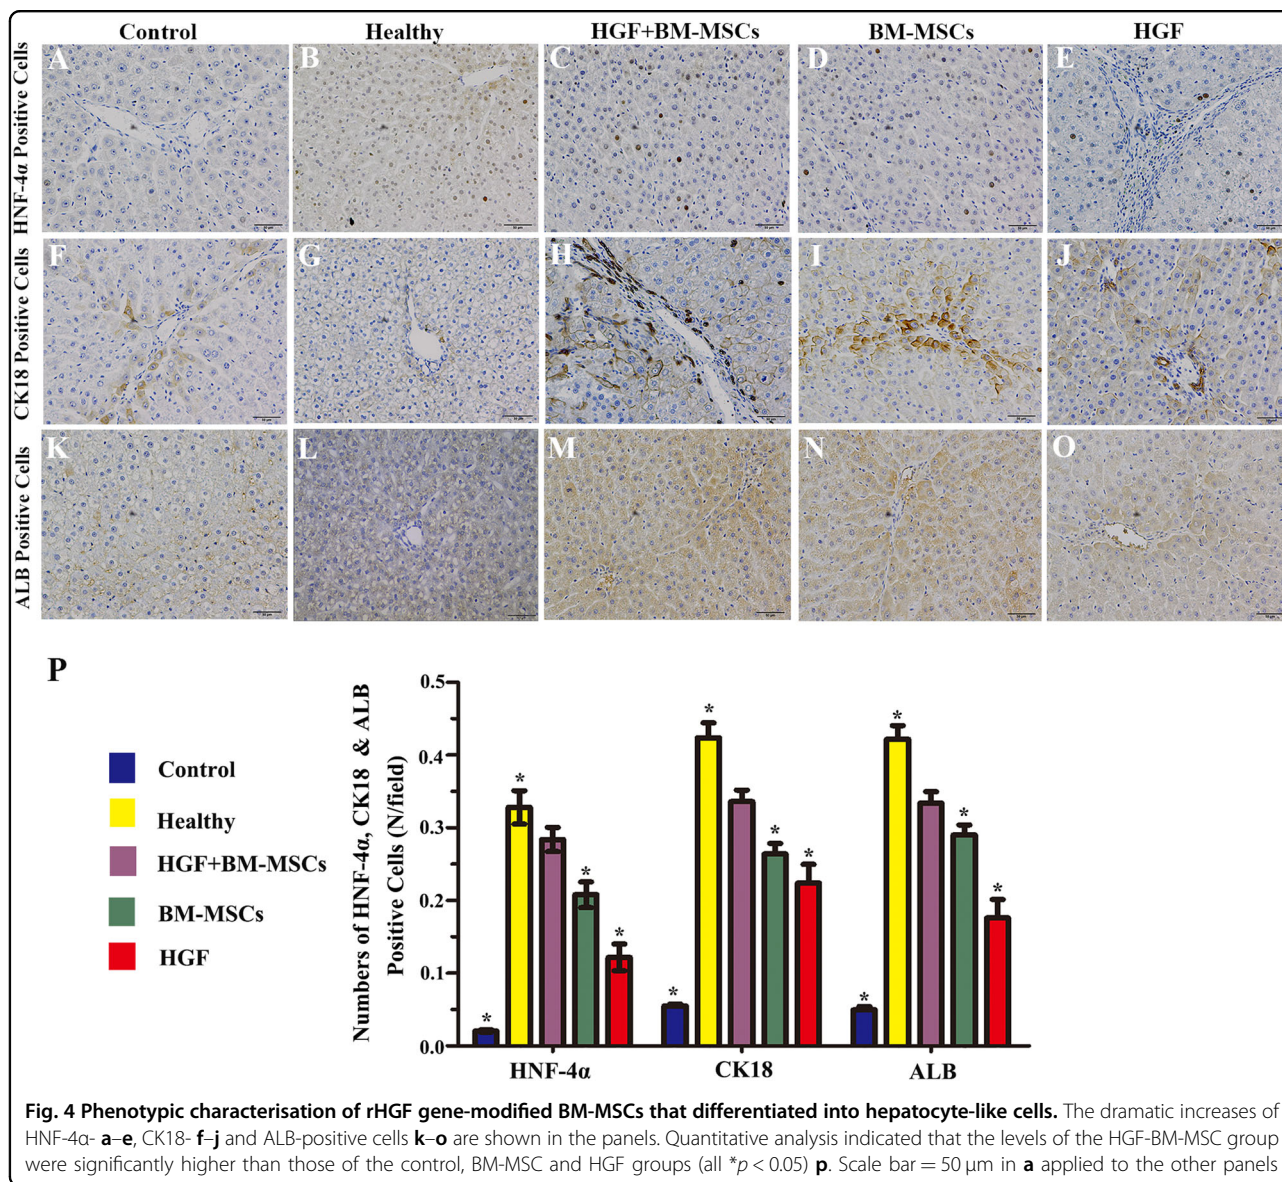 Control Healthy HGF+BM-MSCs BM-MSCs HGF
HNF-4α Positive Cells
A B C D E
CK18 Positive Cells
F G H I J
ALB Positive Cells
K L M N O
P
Control
Healthy
HGF+BM-MSCs
BM-MSCs
HGF
Numbers of HNF-4α, CK18 & ALB
Positive Cells (N/field)
0.5
0.4
0.3
0.2
0.1
0.0
* * * *
* * * *
* * * *
HNF-4α CK18 ALB
Fig. 4 Phenotypic characterisation of rHGF gene-modified BM-MSCs that differentiated into hepatocyte-like cells. The dramatic increases of
HNF-4α- a–e, CK18- f–j and ALB-positive cells k–o are shown in the panels. Quantitative analysis indicated that the levels of the HGF-BM-MSC group
were significantly higher than those of the control, BM-MSC and HGF groups (all *p < 0.05) p. Scale bar = 50 μm in a applied to the other panels